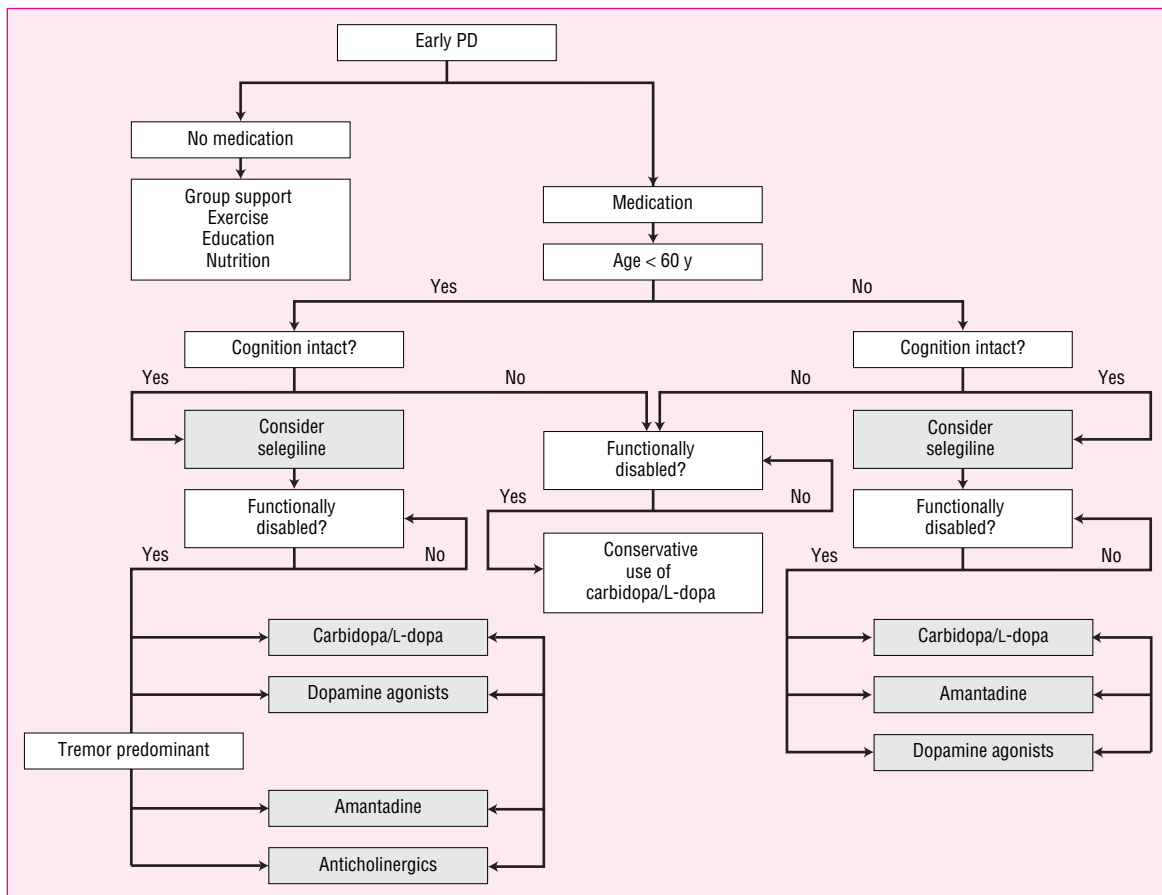 Early PD
No medication
Group support
Exercise
Education
Nutrition
Medication
Age < 60 y
Yes
No
Cognition intact?
Cognition intact?
Yes
No
No
Yes
Consider
selegiline
Functionally
disabled?
Consider
selegiline
Functionally
disabled?
Yes
No
Functionally
disabled?
Yes
No
Conservative
use of
carbidopa/L-dopa
Yes
No
Carbidopa/L-dopa
Dopamine agonists
Tremor predominant
Amantadine
Anticholinergics
Carbidopa/L-dopa
Amantadine
Dopamine agonists